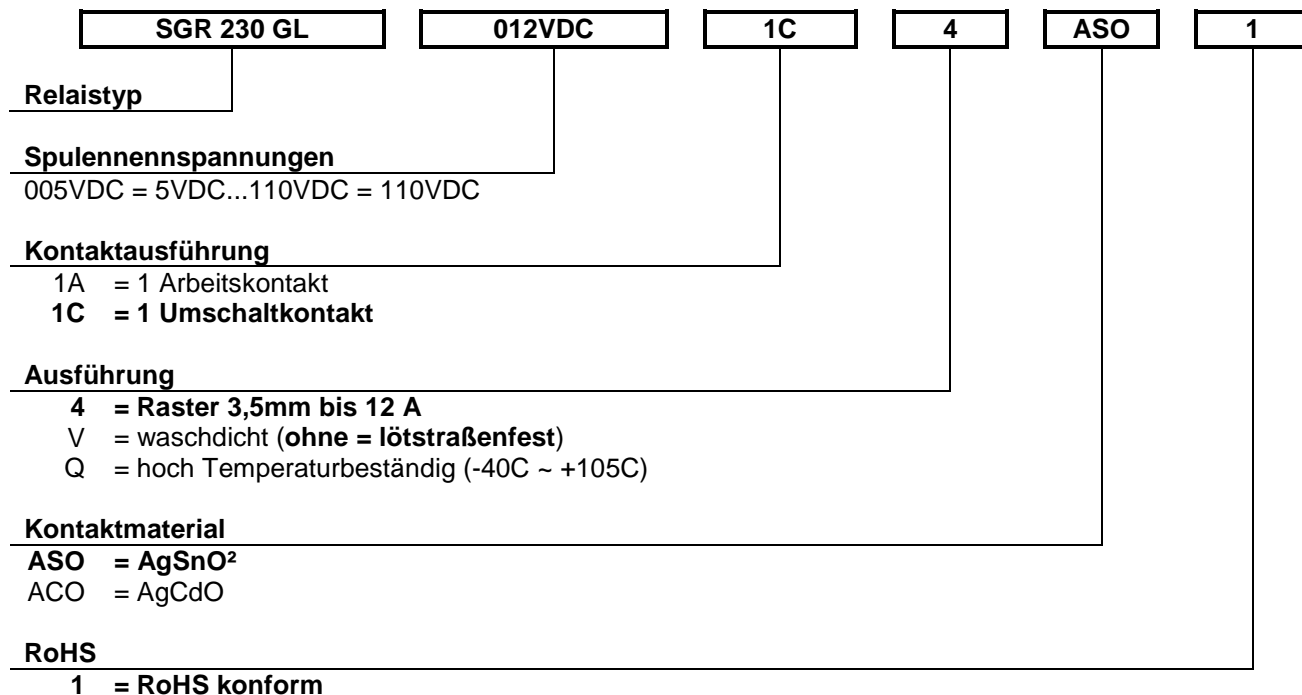 SGR 230 GL 012VDC 1C 4 ASO 1
Relaistyp
Spulennennspannungen
005VDC = 5VDC...110VDC = 110VDC
Kontaktausführung
1A = 1 Arbeitskontakt
1C = 1 Umschaltkontakt
Ausführung
4 = Raster 3,5mm bis 12 A
V = waschdicht (ohne = lötstraßenfest)
Q = hoch Temperaturbeständig (-40C ~ +105C)
Kontaktmaterial
ASO = AgSnO²
ACO = AgCdO
RoHS
1 = RoHS konform